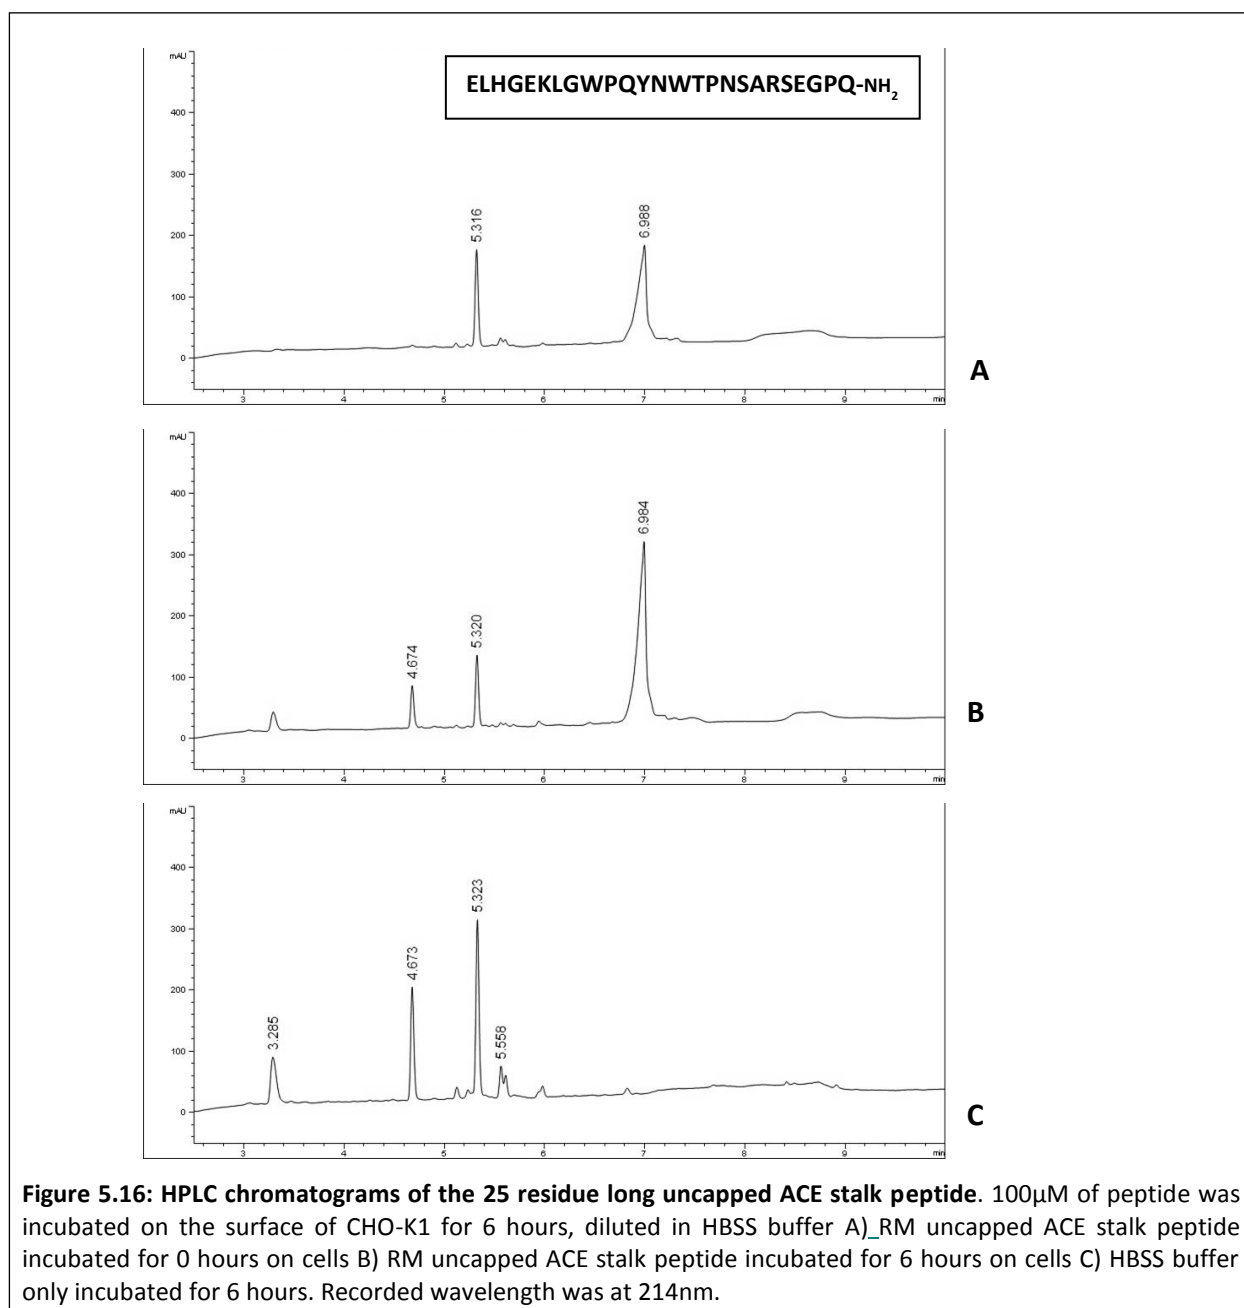 mAU
ELHGEKLGWPQYNWTPNSARSEGPQ-NH2
400
300
200
100
0
5.316
6.988
3 4 5 6 7 8 9 min
A
mAU
400
300
200
100
0
4.674
5.320
6.984
3 4 5 6 7 8 9 min
B
mAU
400
300
200
100
0
3.285
4.673
5.323
5.558
3 4 5 6 7 8 9 min
C
Figure 5.16: HPLC chromatograms of the 25 residue long uncapped ACE stalk peptide. 100µM of peptide was
incubated on the surface of CHO-K1 for 6 hours, diluted in HBSS buffer A)_RM uncapped ACE stalk peptide
incubated for 0 hours on cells B) RM uncapped ACE stalk peptide incubated for 6 hours on cells C) HBSS buffer
only incubated for 6 hours. Recorded wavelength was at 214nm.